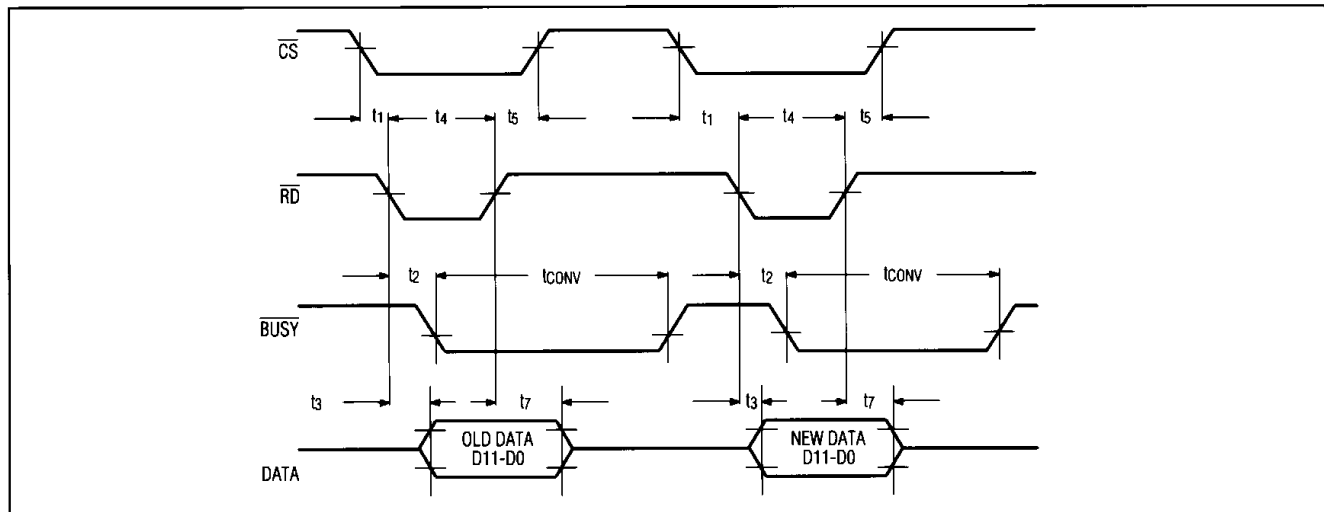 CS
t1 t4 t5 t1 t4 t5
RD
t2 tCONV t2 tCONV
BUSY
t3 t7 t3 t7
OLD DATA
D11-D0
NEW DATA
D11-D0
DATA